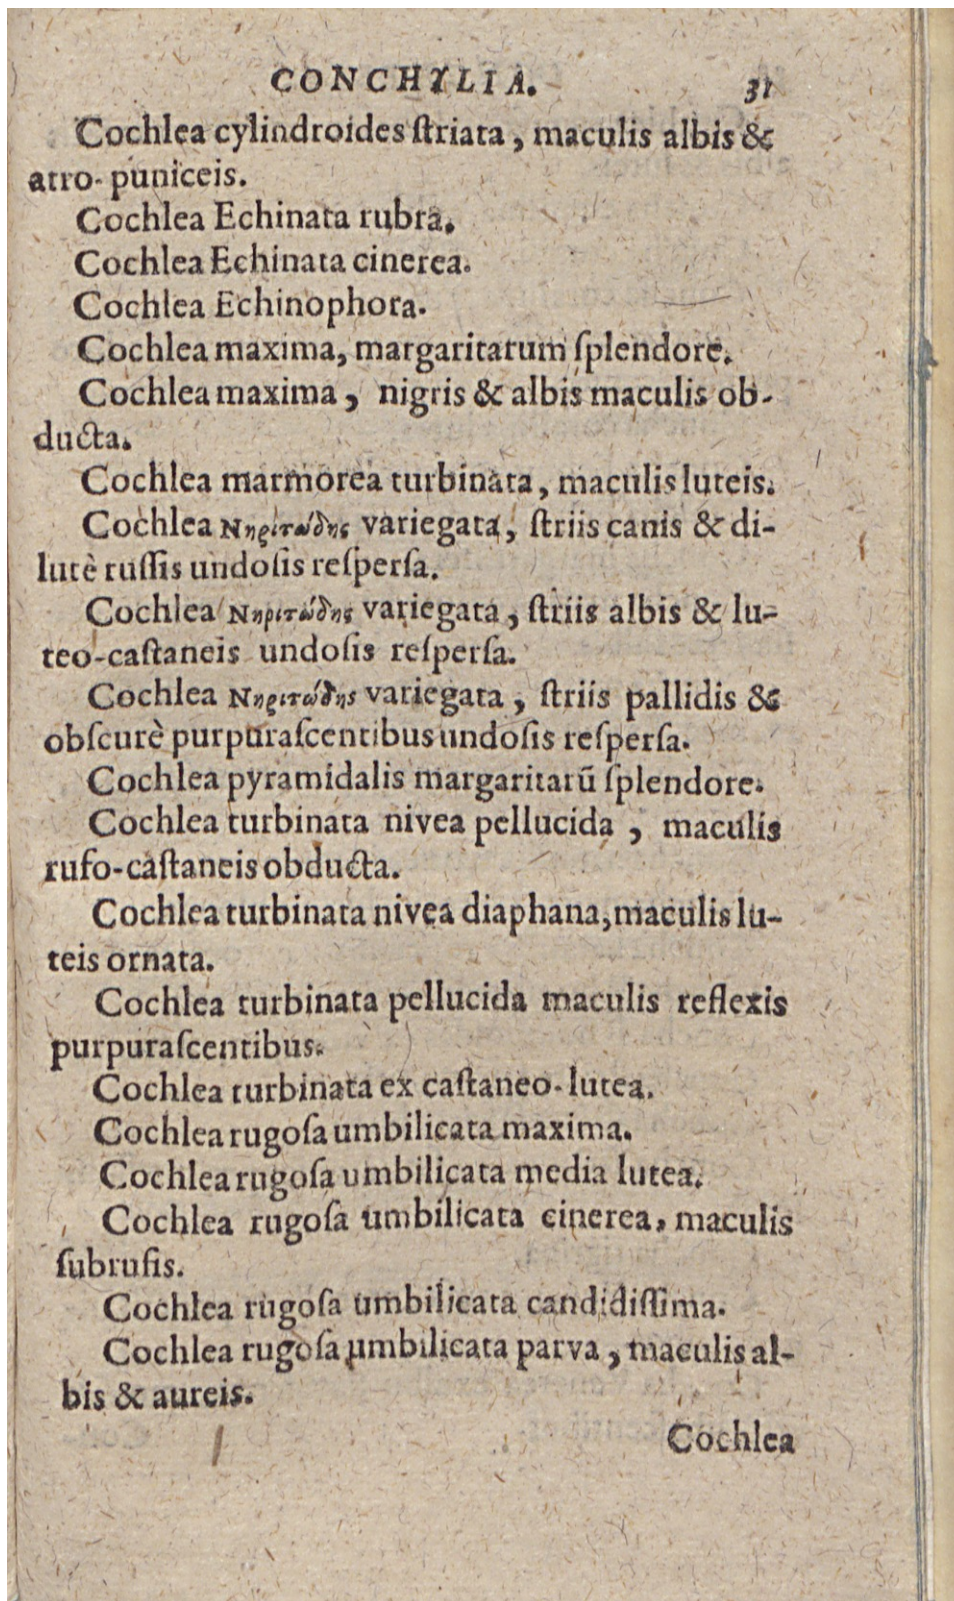 CONCHYLIA. 31
Cochlea cylindroides ſtriata, maculis albis &
atro-puniceis.
Cochlea Echinata rubra.
Cochlea Echinata cinerea.
Cochlea Echinophora.
Cochlea maxima, margaritarum ſplendore.
Cochlea maxima, nigris & albis maculis ob-
ducta.
Cochlea marmorea turbinata, maculis luteis.
Cochlea Νηριτώδης variegata, ſtriis canis & di-
lutè ruſſis undoſis reſperſa.
Cochlea Νηριτώδης variegata, ſtriis albis & lu-
teo-caſtaneis undoſis reſperſa.
Cochlea Νηριτώδης variegata, ſtriis pallidis &
obſcurè purpuraſcentibus undoſis reſperſa.
Cochlea pyramidalis margaritarū ſplendore.
Cochlea turbinata nivea pellucida, maculis
rufo-caſtaneis obducta.
Cochlea turbinata nivea diaphana, maculis lu-
teis ornata.
Cochlea turbinata pellucida maculis reflexis
purpuraſcentibus.
Cochlea turbinata ex caſtaneo-lutea.
Cochlea rugoſa umbilicata maxima.
Cochlea rugoſa umbilicata media lutea.
Cochlea rugoſa umbilicata cinerea, maculis
ſubrufis.
Cochlea rugoſa umbilicata candidiſſima.
Cochlea rugoſa umbilicata parva, maculis al-
bis & aureis.
Cochlea